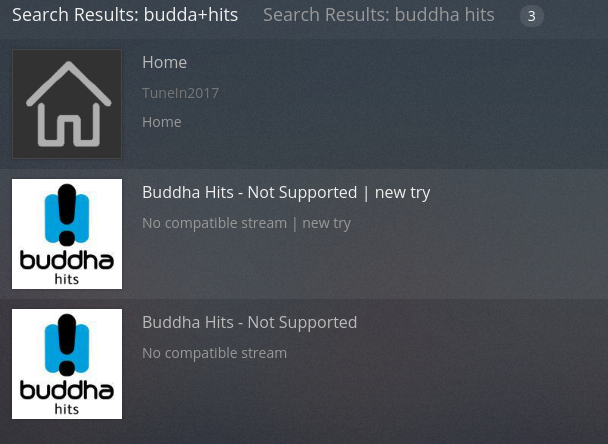 Search Results: budda+hits Search Results: buddha hits 3
Home
TuneIn2017
Home
buddha
hits
Buddha Hits - Not Supported | new try
No compatible stream | new try
buddha
hits
Buddha Hits - Not Supported
No compatible stream